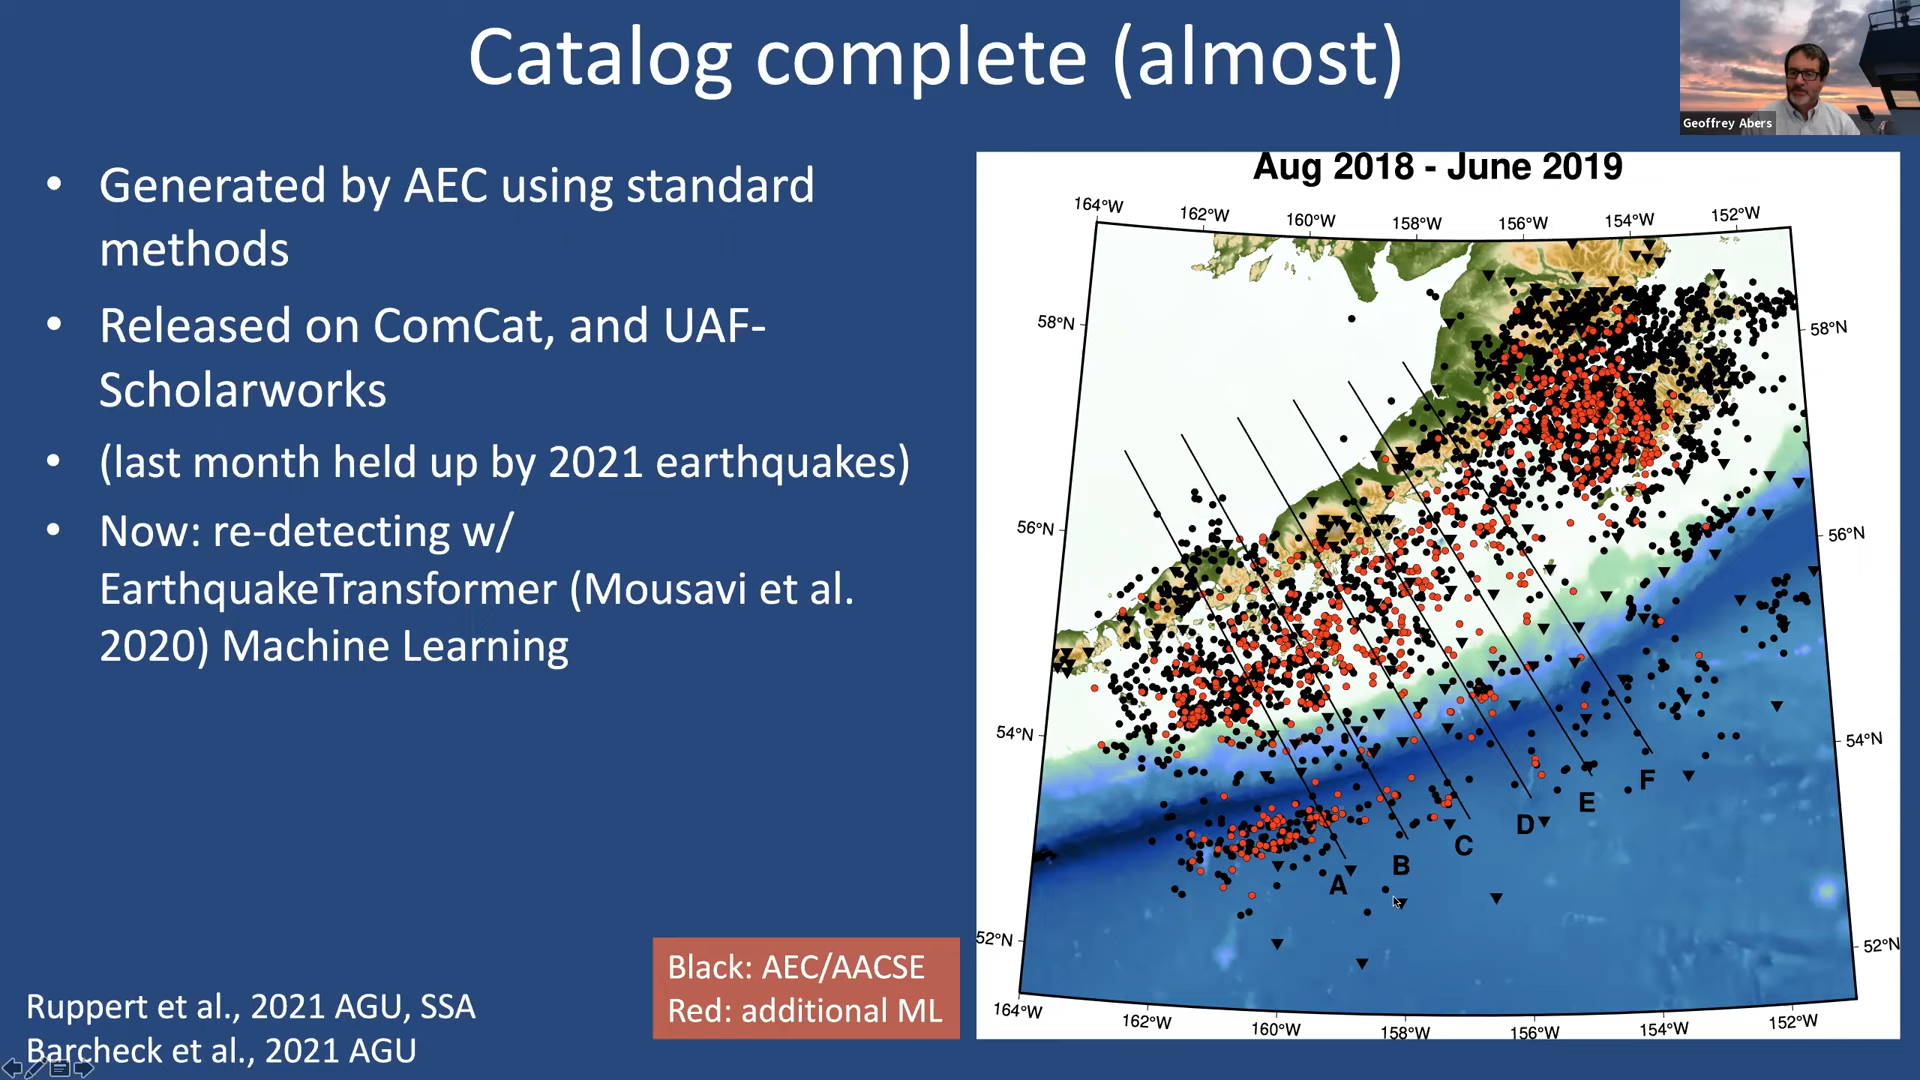 Catalog complete (almost)
Geoffrey Abers
• Generated by AEC using standard
methods
• Released on ComCat, and UAF-
Scholarworks
• (last month held up by 2021 earthquakes)
• Now: re-detecting w/
EarthquakeTransformer (Mousavi et al.
2020) Machine Learning
Black: AEC/AACSE
Red: additional ML
Ruppert et al., 2021 AGU, SSA
Barcheck et al., 2021 AGU
Aug 2018 - June 2019
164°W 162°W 160°W 158°W 156°W 154°W 152°W
58°N 58°N
56°N 56°N
54°N 54°N
F
E
D
C
B
A
52°N 52°N
164°W 162°W 160°W 158°W 156°W 154°W 152°W